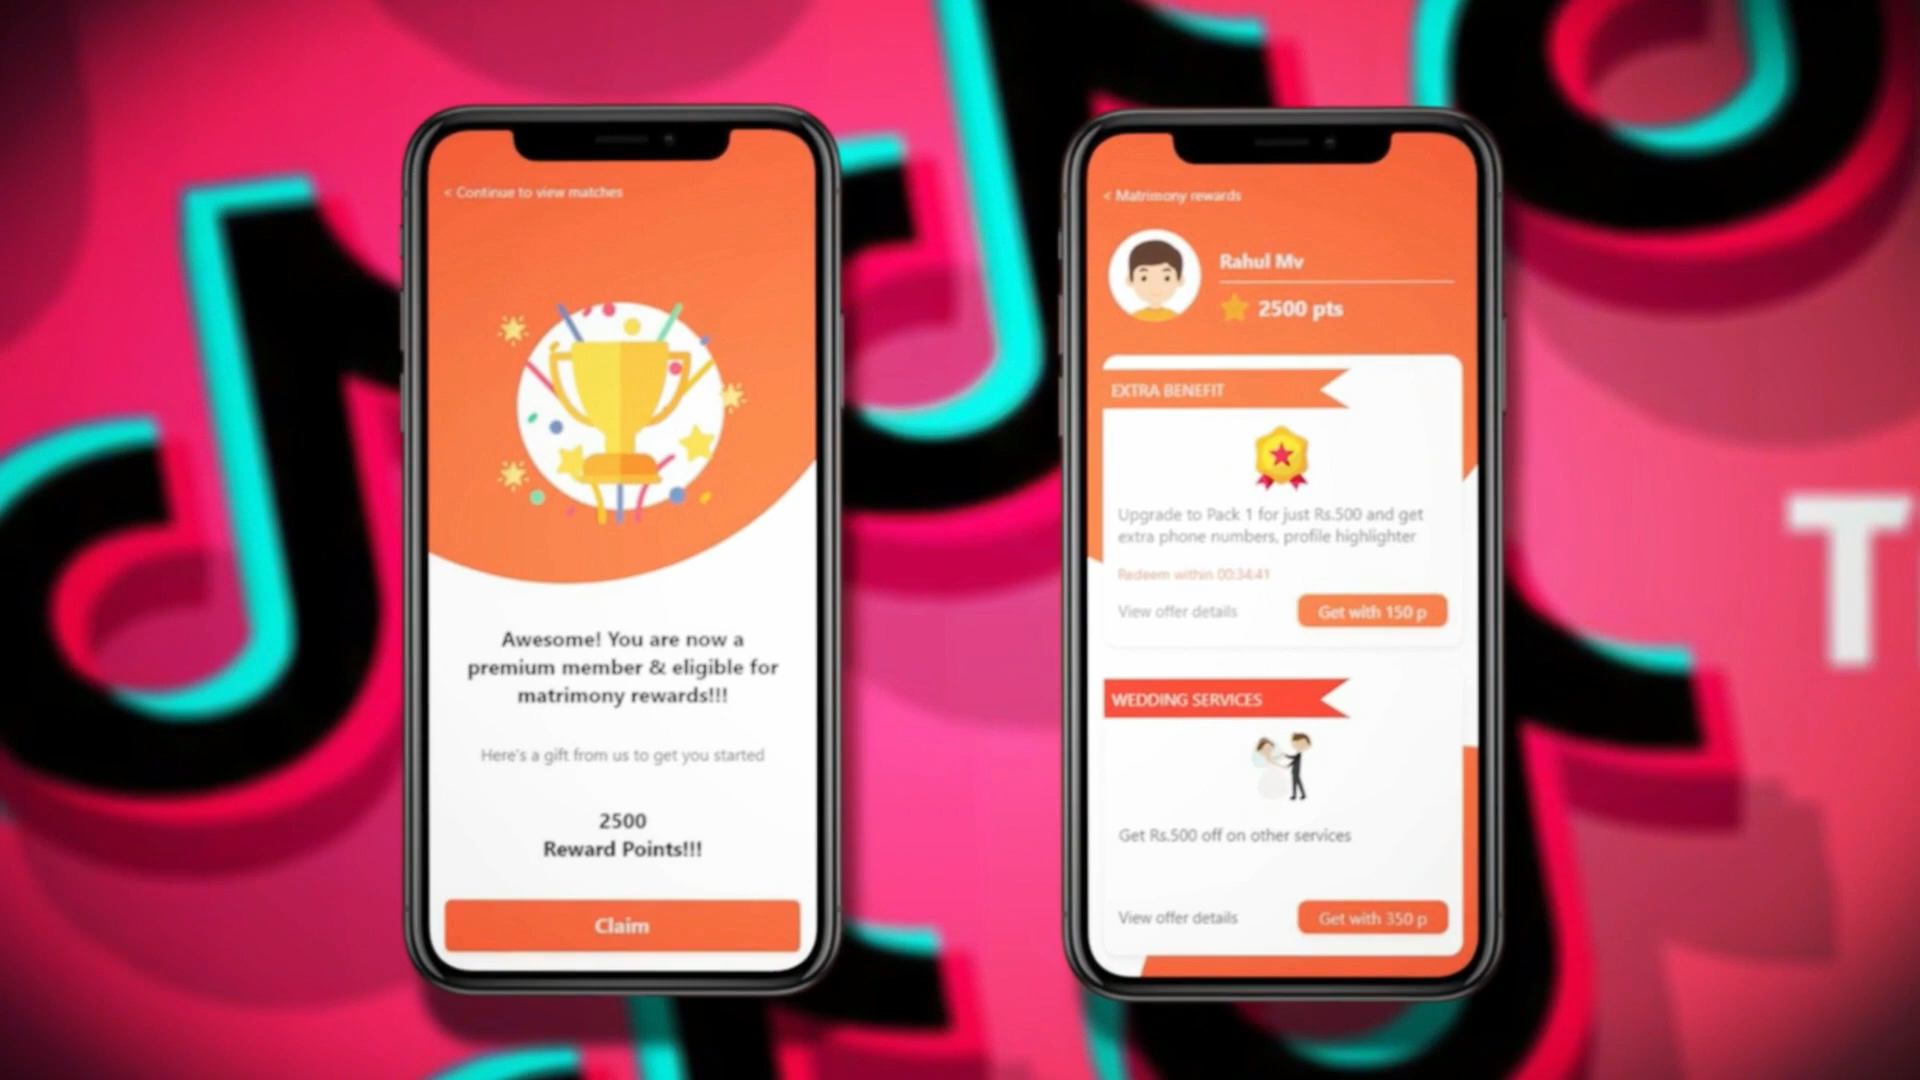 < Continue to view matches
Awesome! You are now a
premium member & eligible for
matrimony rewards!!!
Here's a gift from us to get you started
2500
Reward Points!!!
Claim
< Matrimony rewards
Rahul Mv
2500 pts
EXTRA BENEFIT
Upgrade to Pack 1 for just Rs.500 and get
extra phone numbers, profile highlighter
Redeem within 00:34:41
View offer details
Get with 150 p
WEDDING SERVICES
Get Rs.500 off on other services
View offer details
Get with 350 p